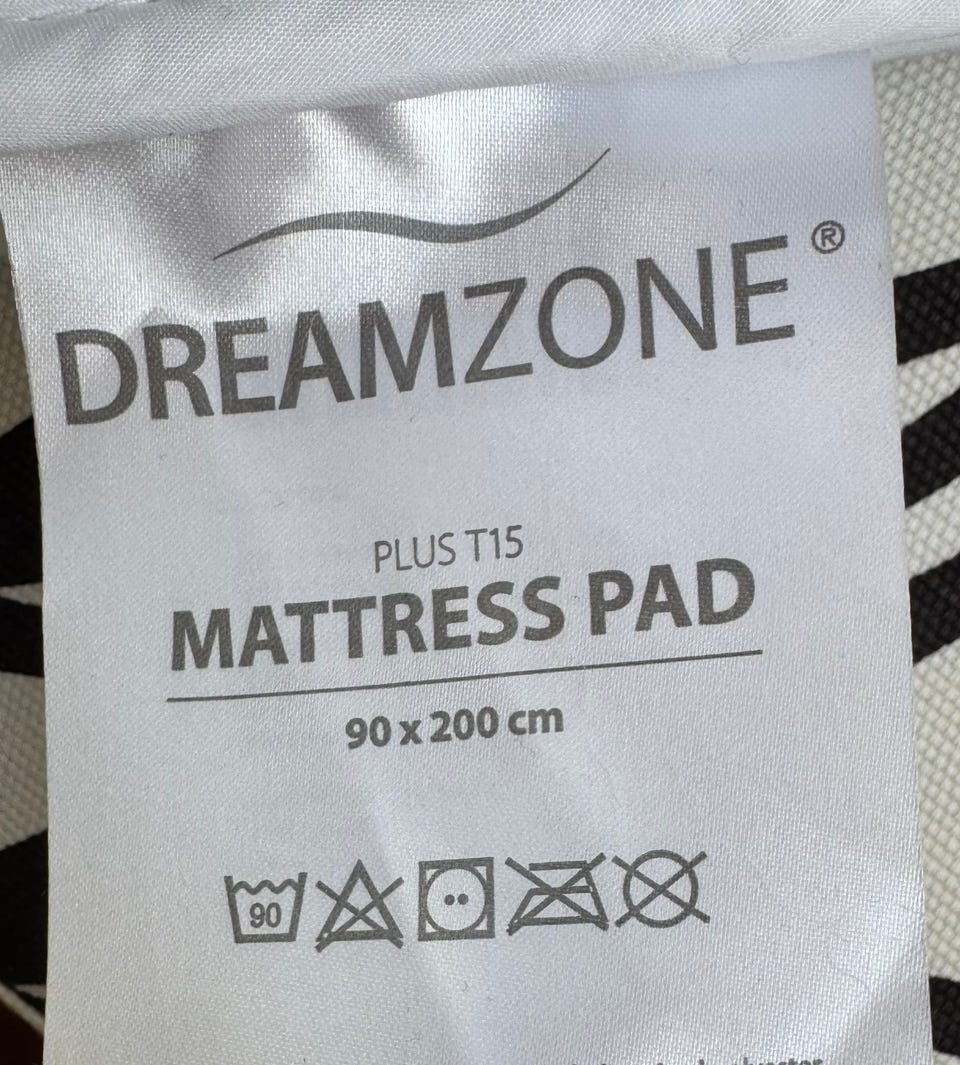 DREAMZONE®
PLUS T15
MATTRESS PAD
90 x 200 cm
90